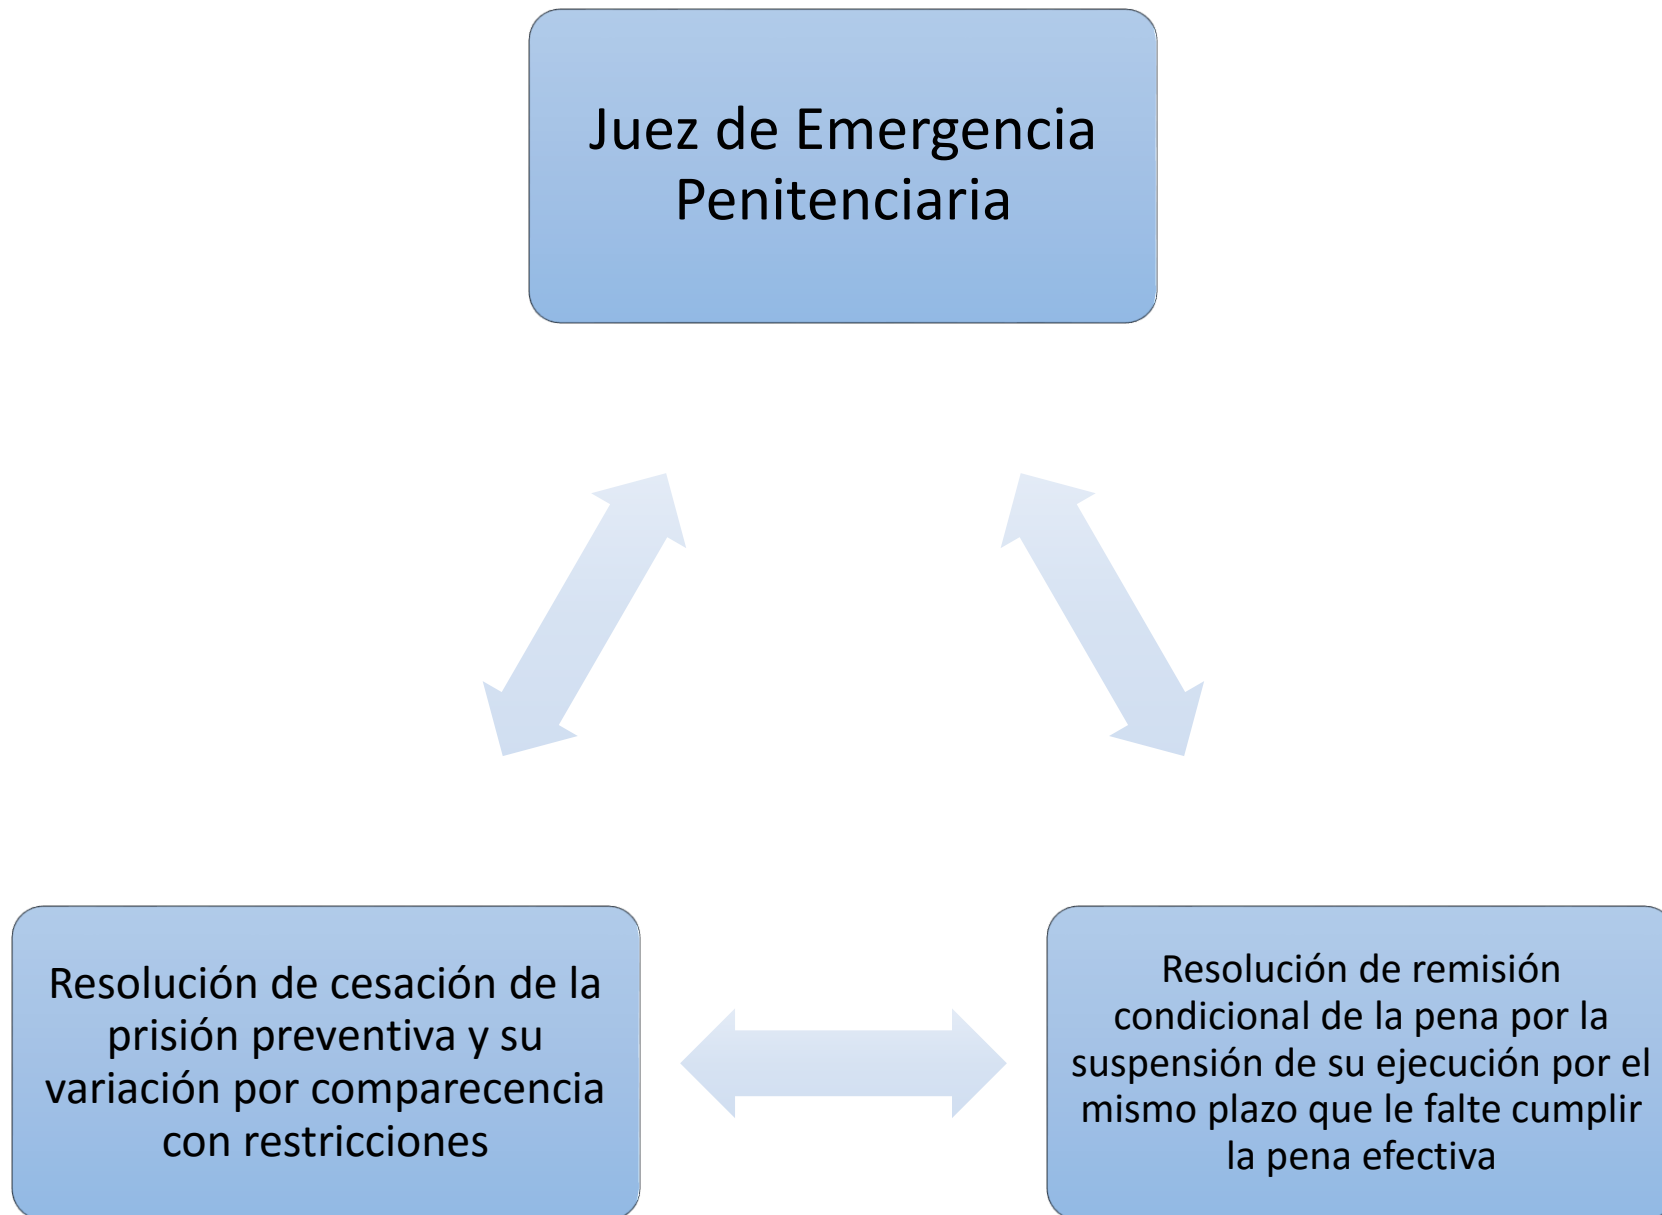 Juez de Emergencia
Penitenciaria
Resolución de cesación de la
prisión preventiva y su
variación por comparecencia
con restricciones
Resolución de remisión
condicional de la pena por la
suspensión de su ejecución por el
mismo plazo que le falte cumplir
la pena efectiva